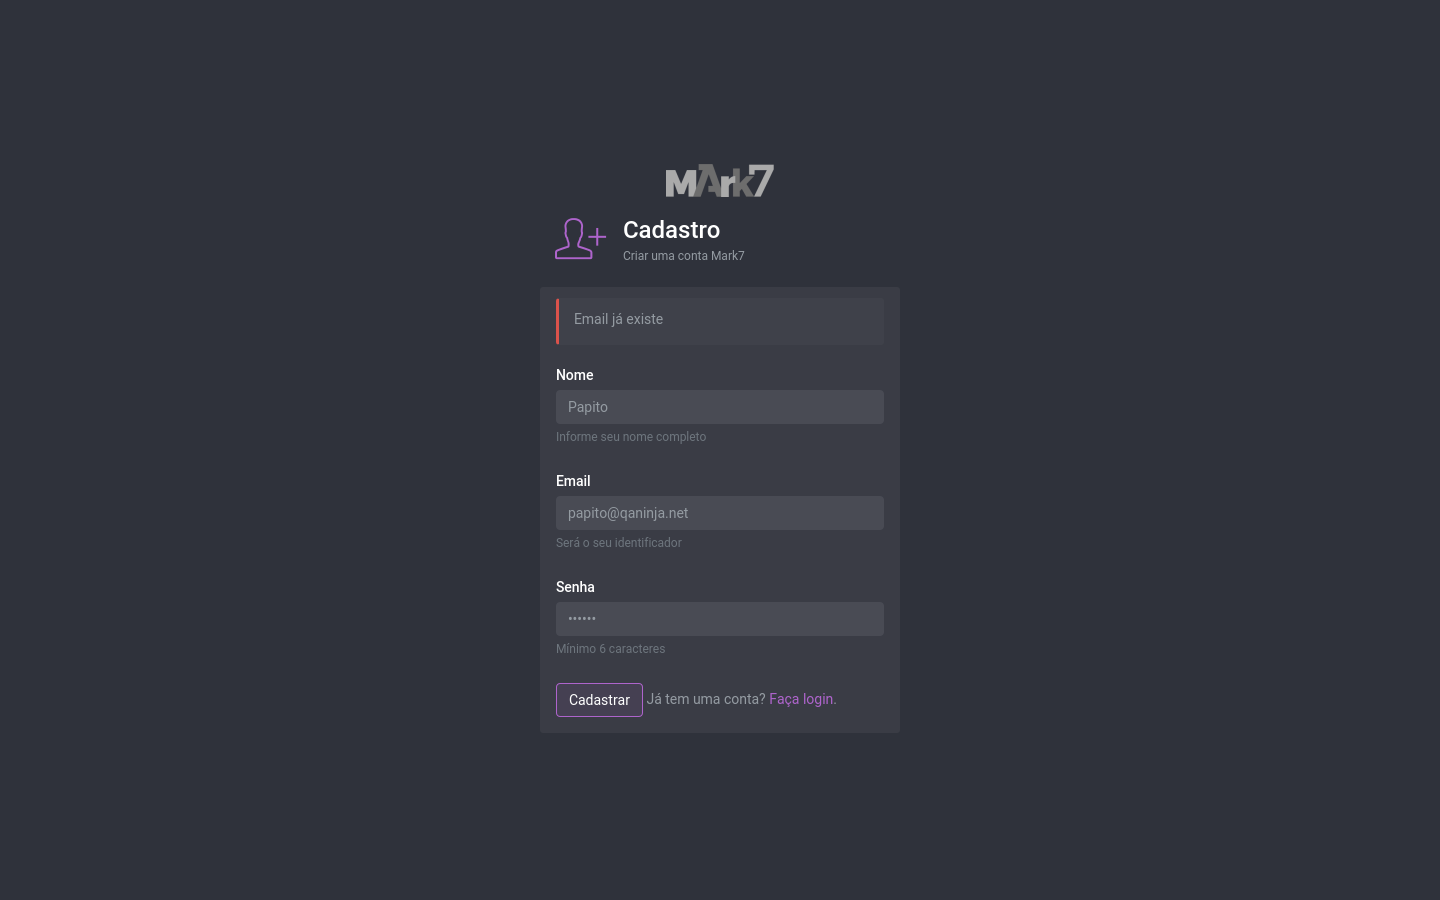 MArk7
Cadastro
Criar uma conta Mark7
Email já existe
Nome
Papito
Informe seu nome completo
Email
papito@qaninja.net
Será o seu identificador
Senha
••••••
Mínimo 6 caracteres
Cadastrar Já tem uma conta? Faça login.